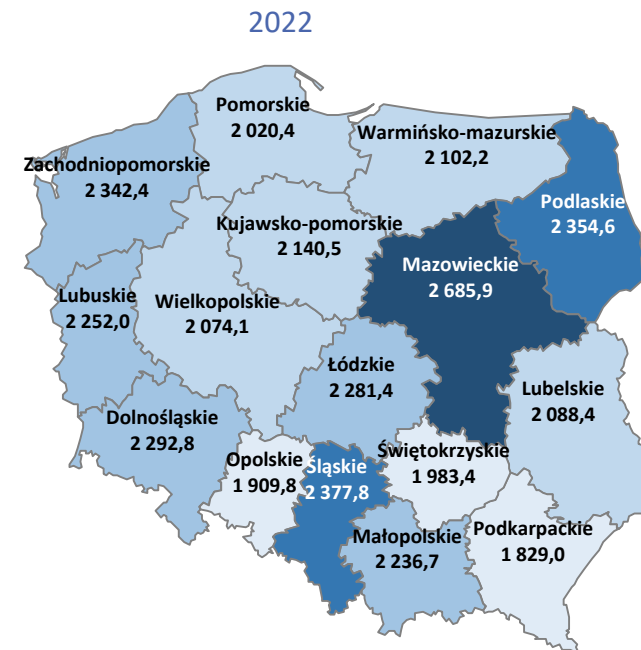 2022
Pomorskie
2 020,4
Warmińsko-mazurskie
2 102,2
Zachodniopomorskie
2 342,4
Podlaskie
2 354,6
Kujawsko-pomorskie
2 140,5
Mazowieckie
2 685,9
Lubuskie
2 252,0
Wielkopolskie
2 074,1
Łódzkie
2 281,4
Lubelskie
2 088,4
Dolnośląskie
2 292,8
Opolskie
1 909,8
Śląskie
2 377,8
Świętokrzyskie
1 983,4
Małopolskie
2 236,7
Podkarpackie
1 829,0